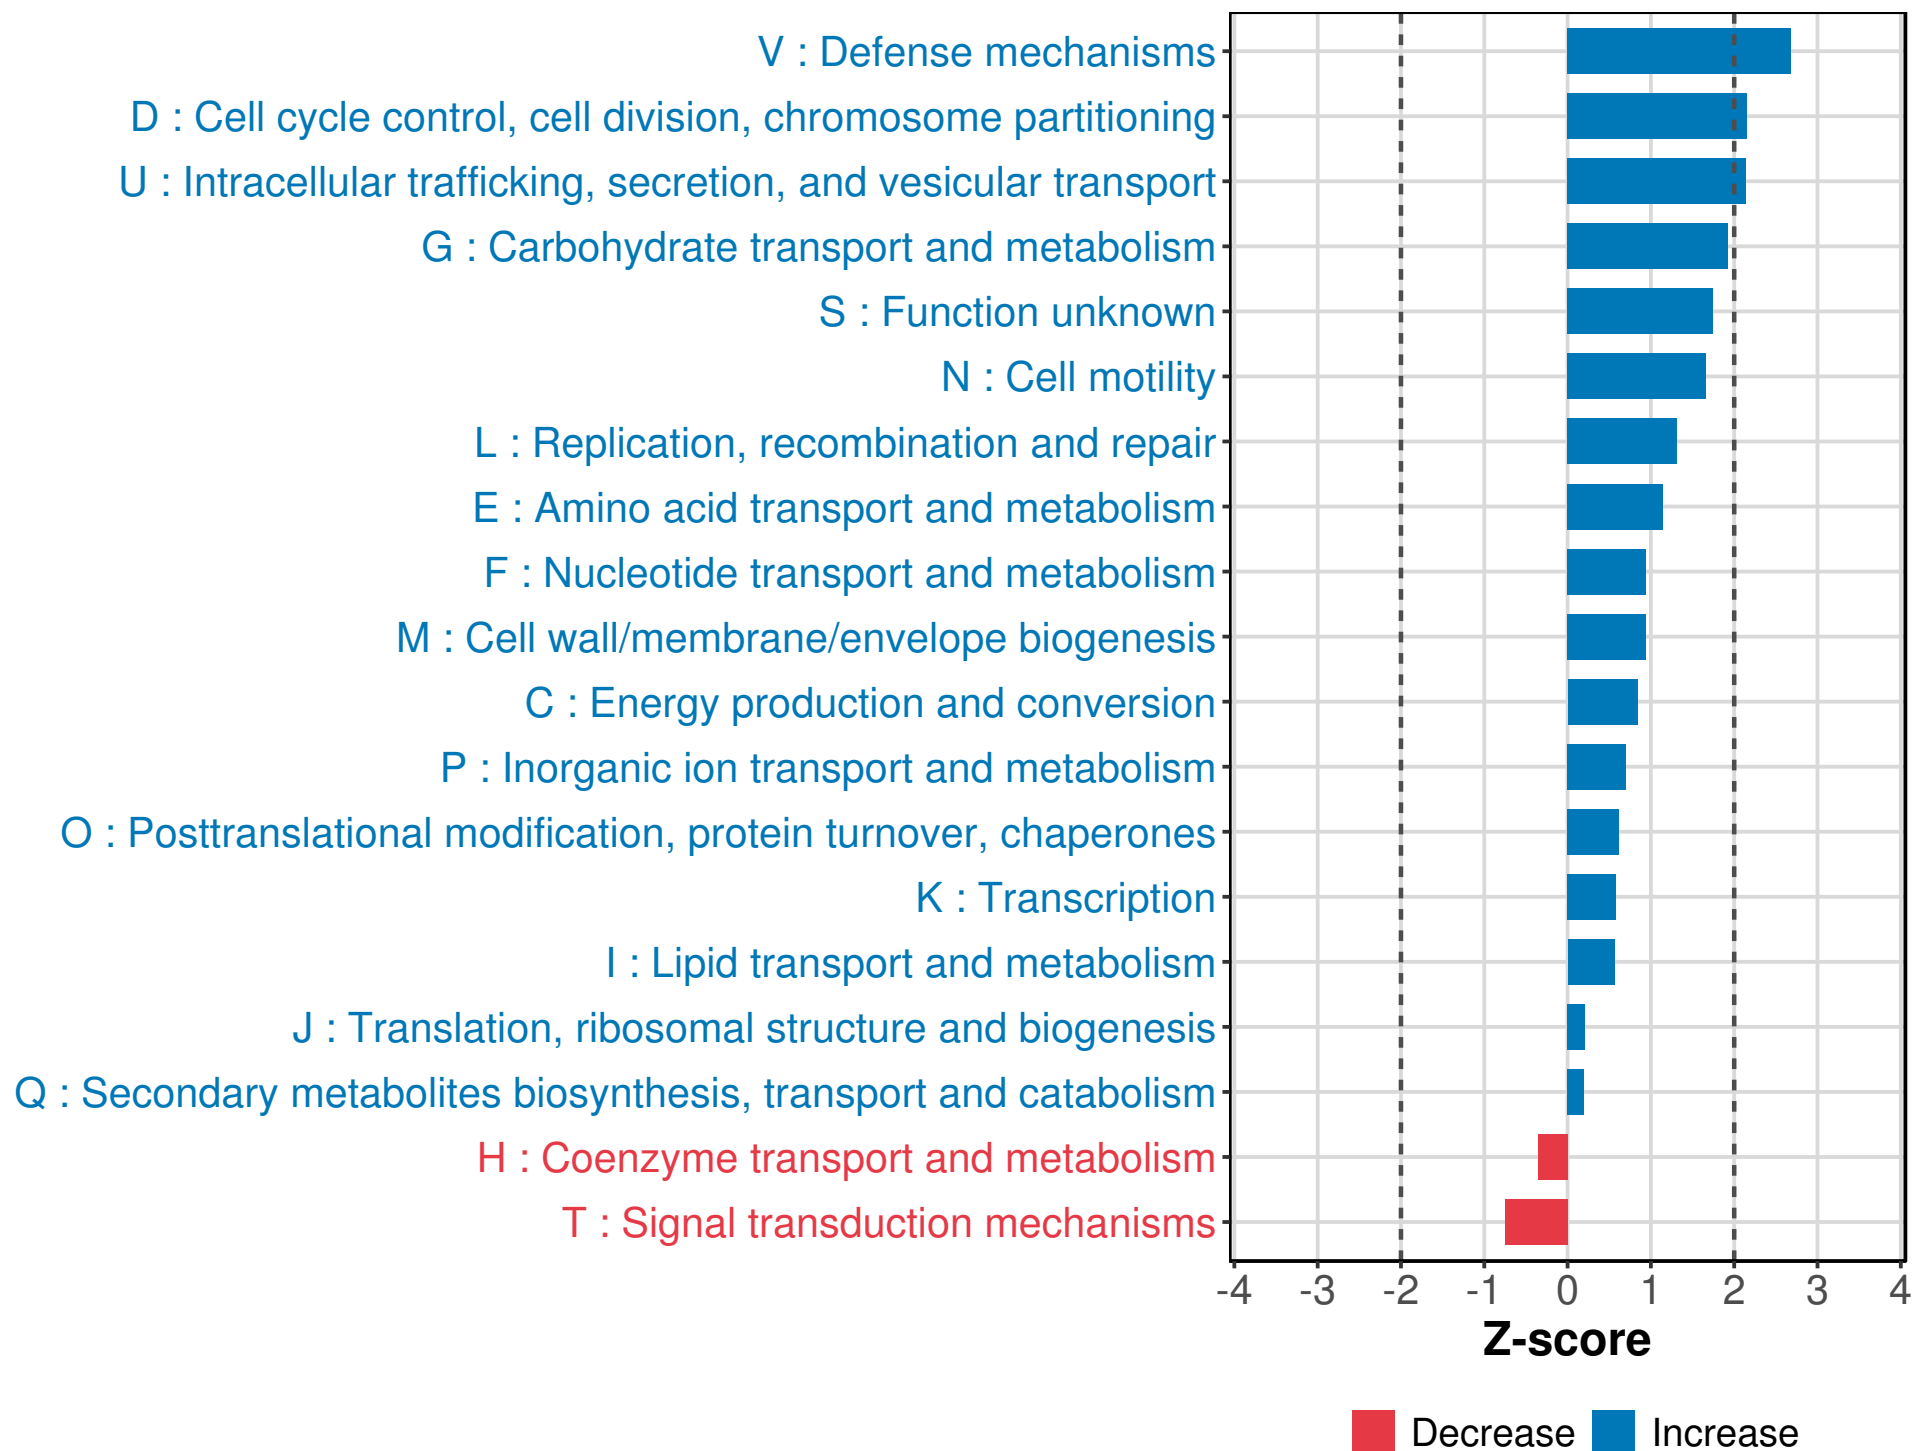 V : Defense mechanisms
D : Cell cycle control, cell division, chromosome partitioning
U : Intracellular trafficking, secretion, and vesicular transport
G : Carbohydrate transport and metabolism
S : Function unknown
N : Cell motility
L : Replication, recombination and repair
E : Amino acid transport and metabolism
F : Nucleotide transport and metabolism
M : Cell wall/membrane/envelope biogenesis
C : Energy production and conversion
P : Inorganic ion transport and metabolism
O : Posttranslational modification, protein turnover, chaperones
K : Transcription
I : Lipid transport and metabolism
J : Translation, ribosomal structure and biogenesis
Q : Secondary metabolites biosynthesis, transport and catabolism
H : Coenzyme transport and metabolism
T : Signal transduction mechanisms
-4 -3 -2 -1 0 1 2 3 4
Z-score
Decrease Increase